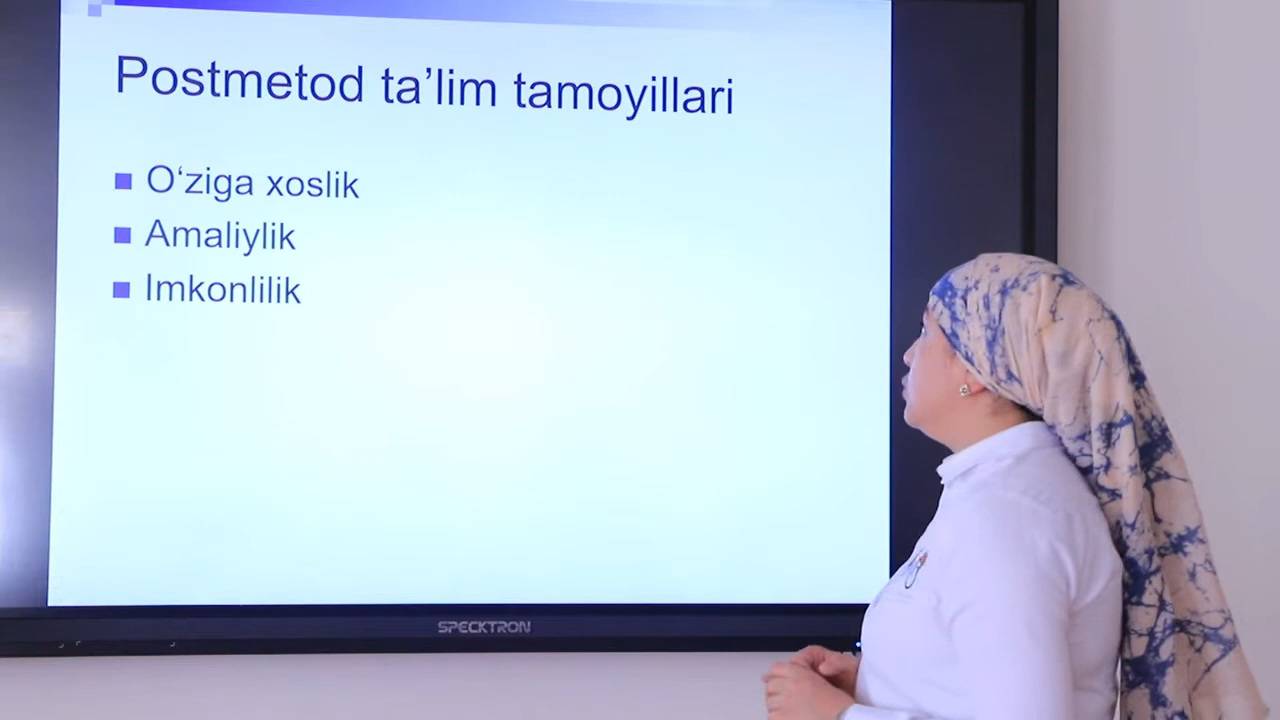 Postmetod ta’lim tamoyillari
O‘ziga xoslik
Amaliylik
Imkonlilik
SPECKTRON